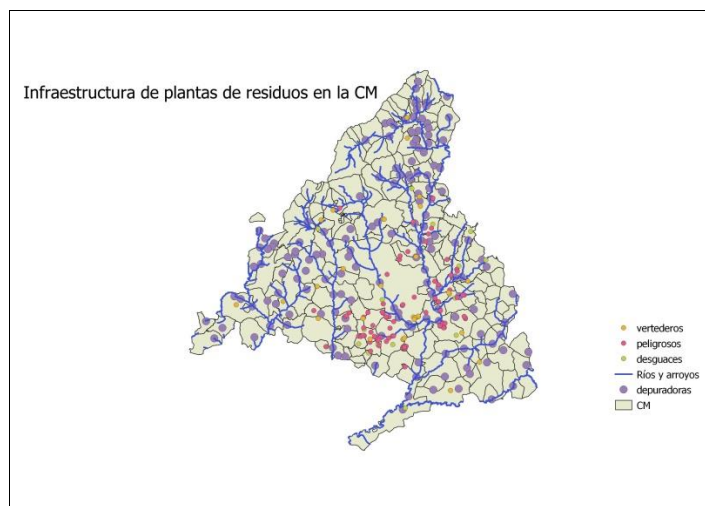 Infraestructura de plantas de residuos en la CM
vertederos
peligrosos
desguaces
Ríos y arroyos
depuradoras
CM